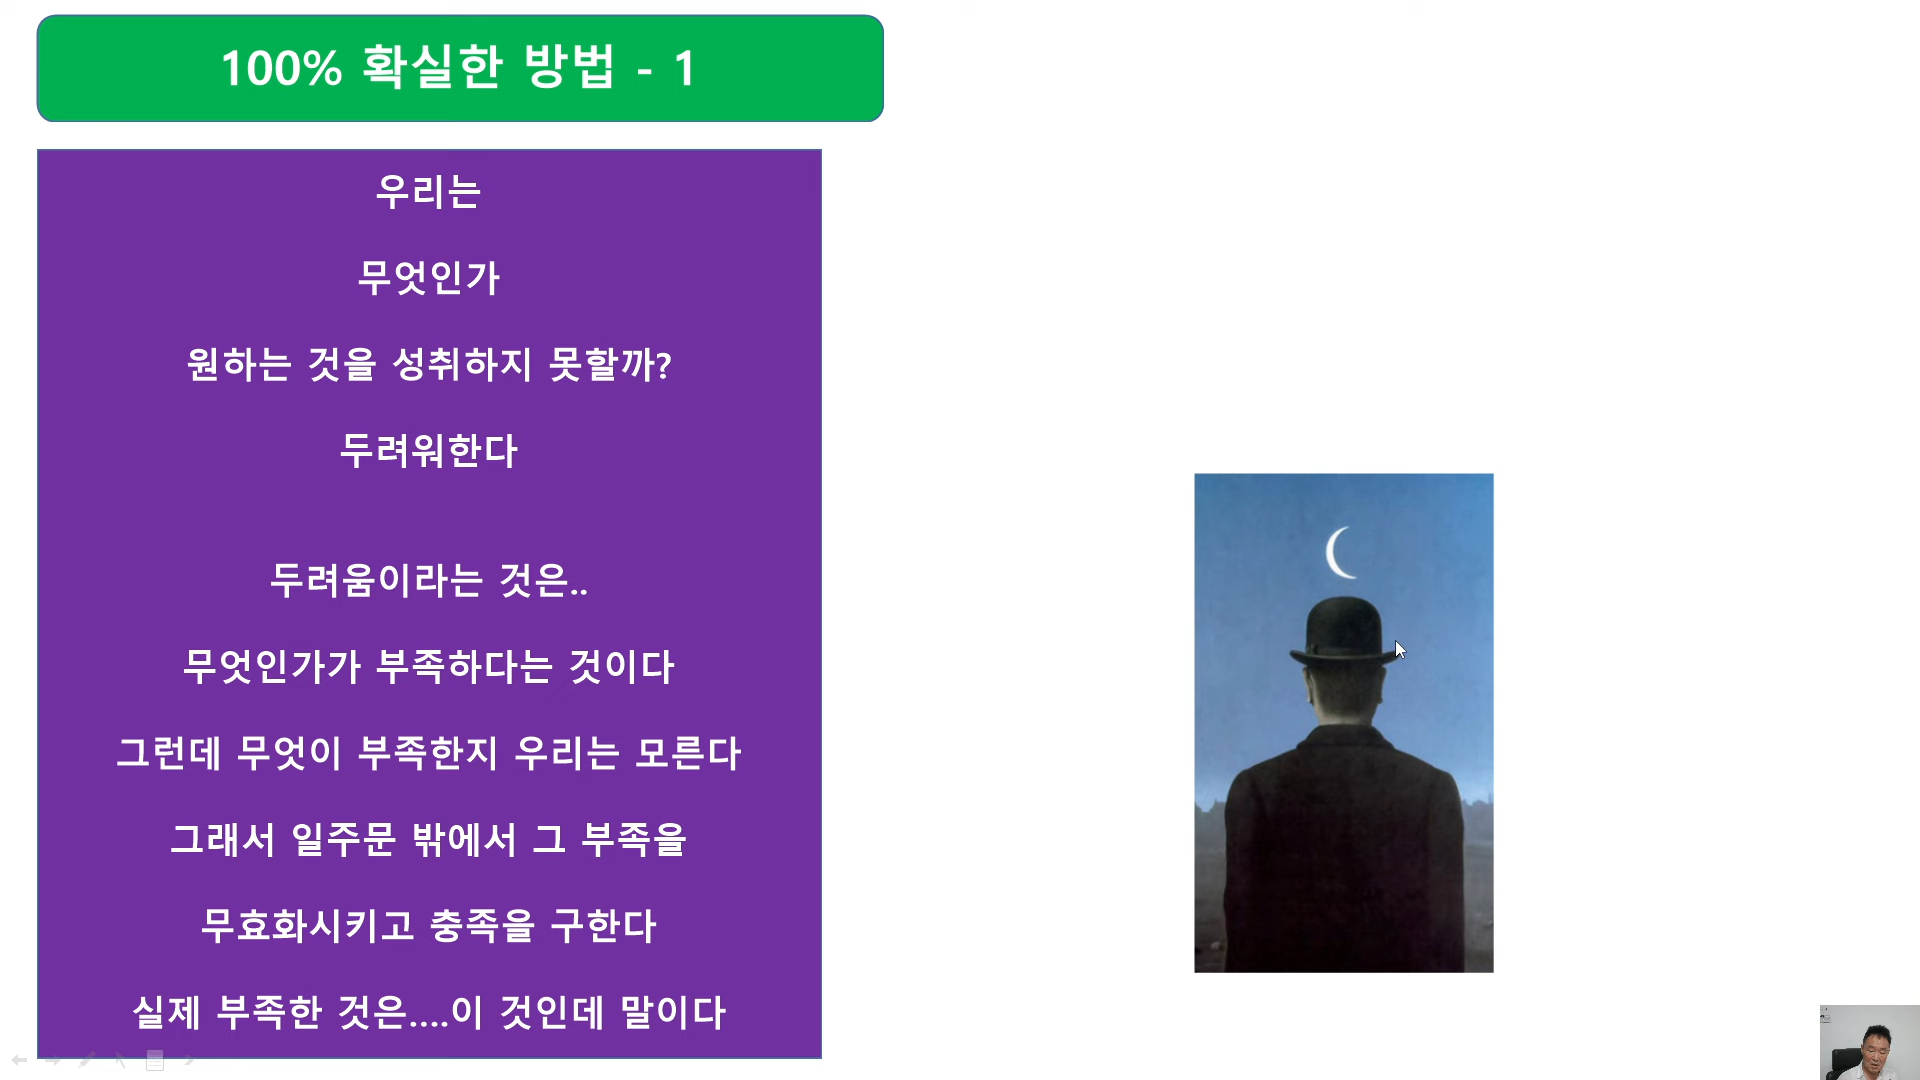 100% 확실한 방법 - 1
우리는
무엇인가
원하는 것을 성취하지 못할까?
두려워한다
두려움이라는 것은..
무엇인가가 부족하다는 것이다
그런데 무엇이 부족한지 우리는 모른다
그래서 일주문 밖에서 그 부족을
무효화시키고 충족을 구한다
실제 부족한 것은....이 것인데 말이다